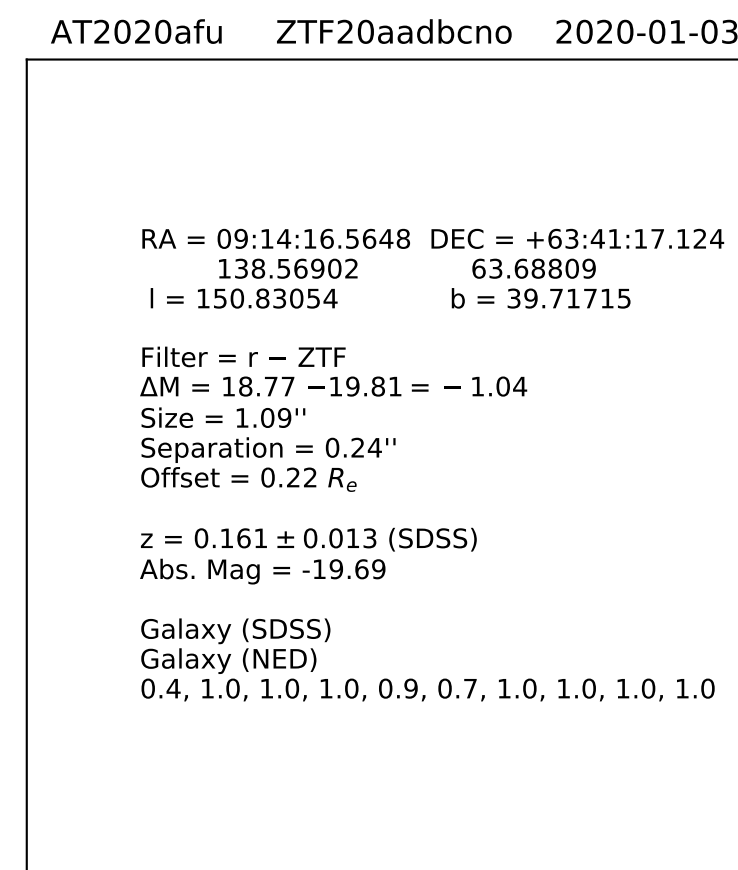 AT2020afu ZTF20aadbcno 2020-01-03
RA = 09:14:16.5648 DEC = +63:41:17.124
138.56902 63.68809
l = 150.83054 b = 39.71715
Filter = r − ZTF
ΔM = 18.77 −19.81 = − 1.04
Size = 1.09''
Separation = 0.24''
Offset = 0.22 Rₑ
z = 0.161 ± 0.013 (SDSS)
Abs. Mag = -19.69
Galaxy (SDSS)
Galaxy (NED)
0.4, 1.0, 1.0, 1.0, 0.9, 0.7, 1.0, 1.0, 1.0, 1.0